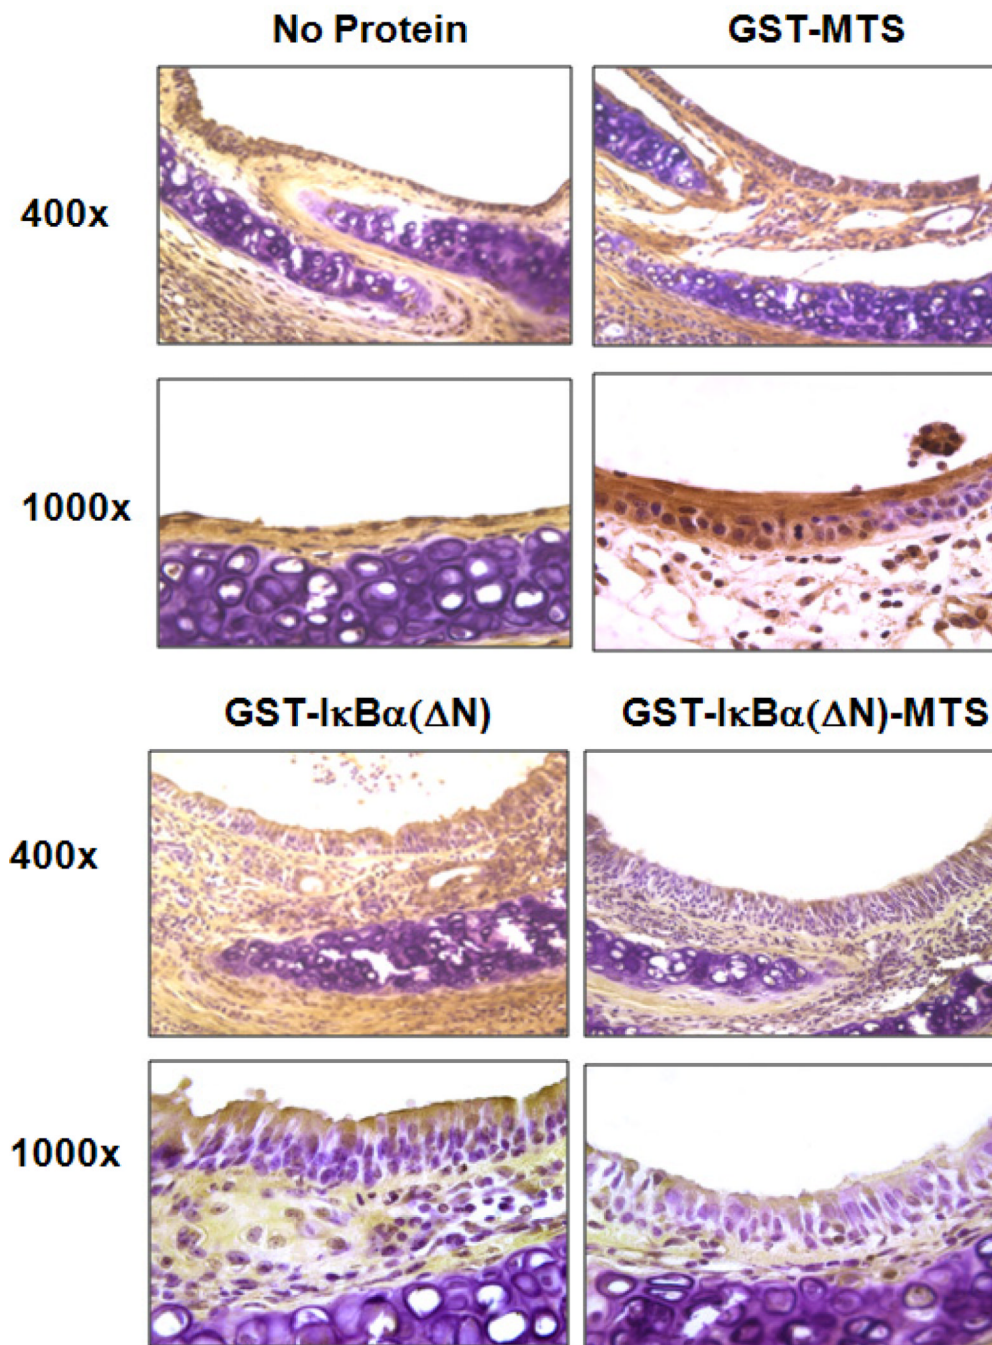 No Protein GST-MTS
400x
1000x
GST-IκBα(ΔN) GST-IκBα(ΔN)-MTS
400x
1000x